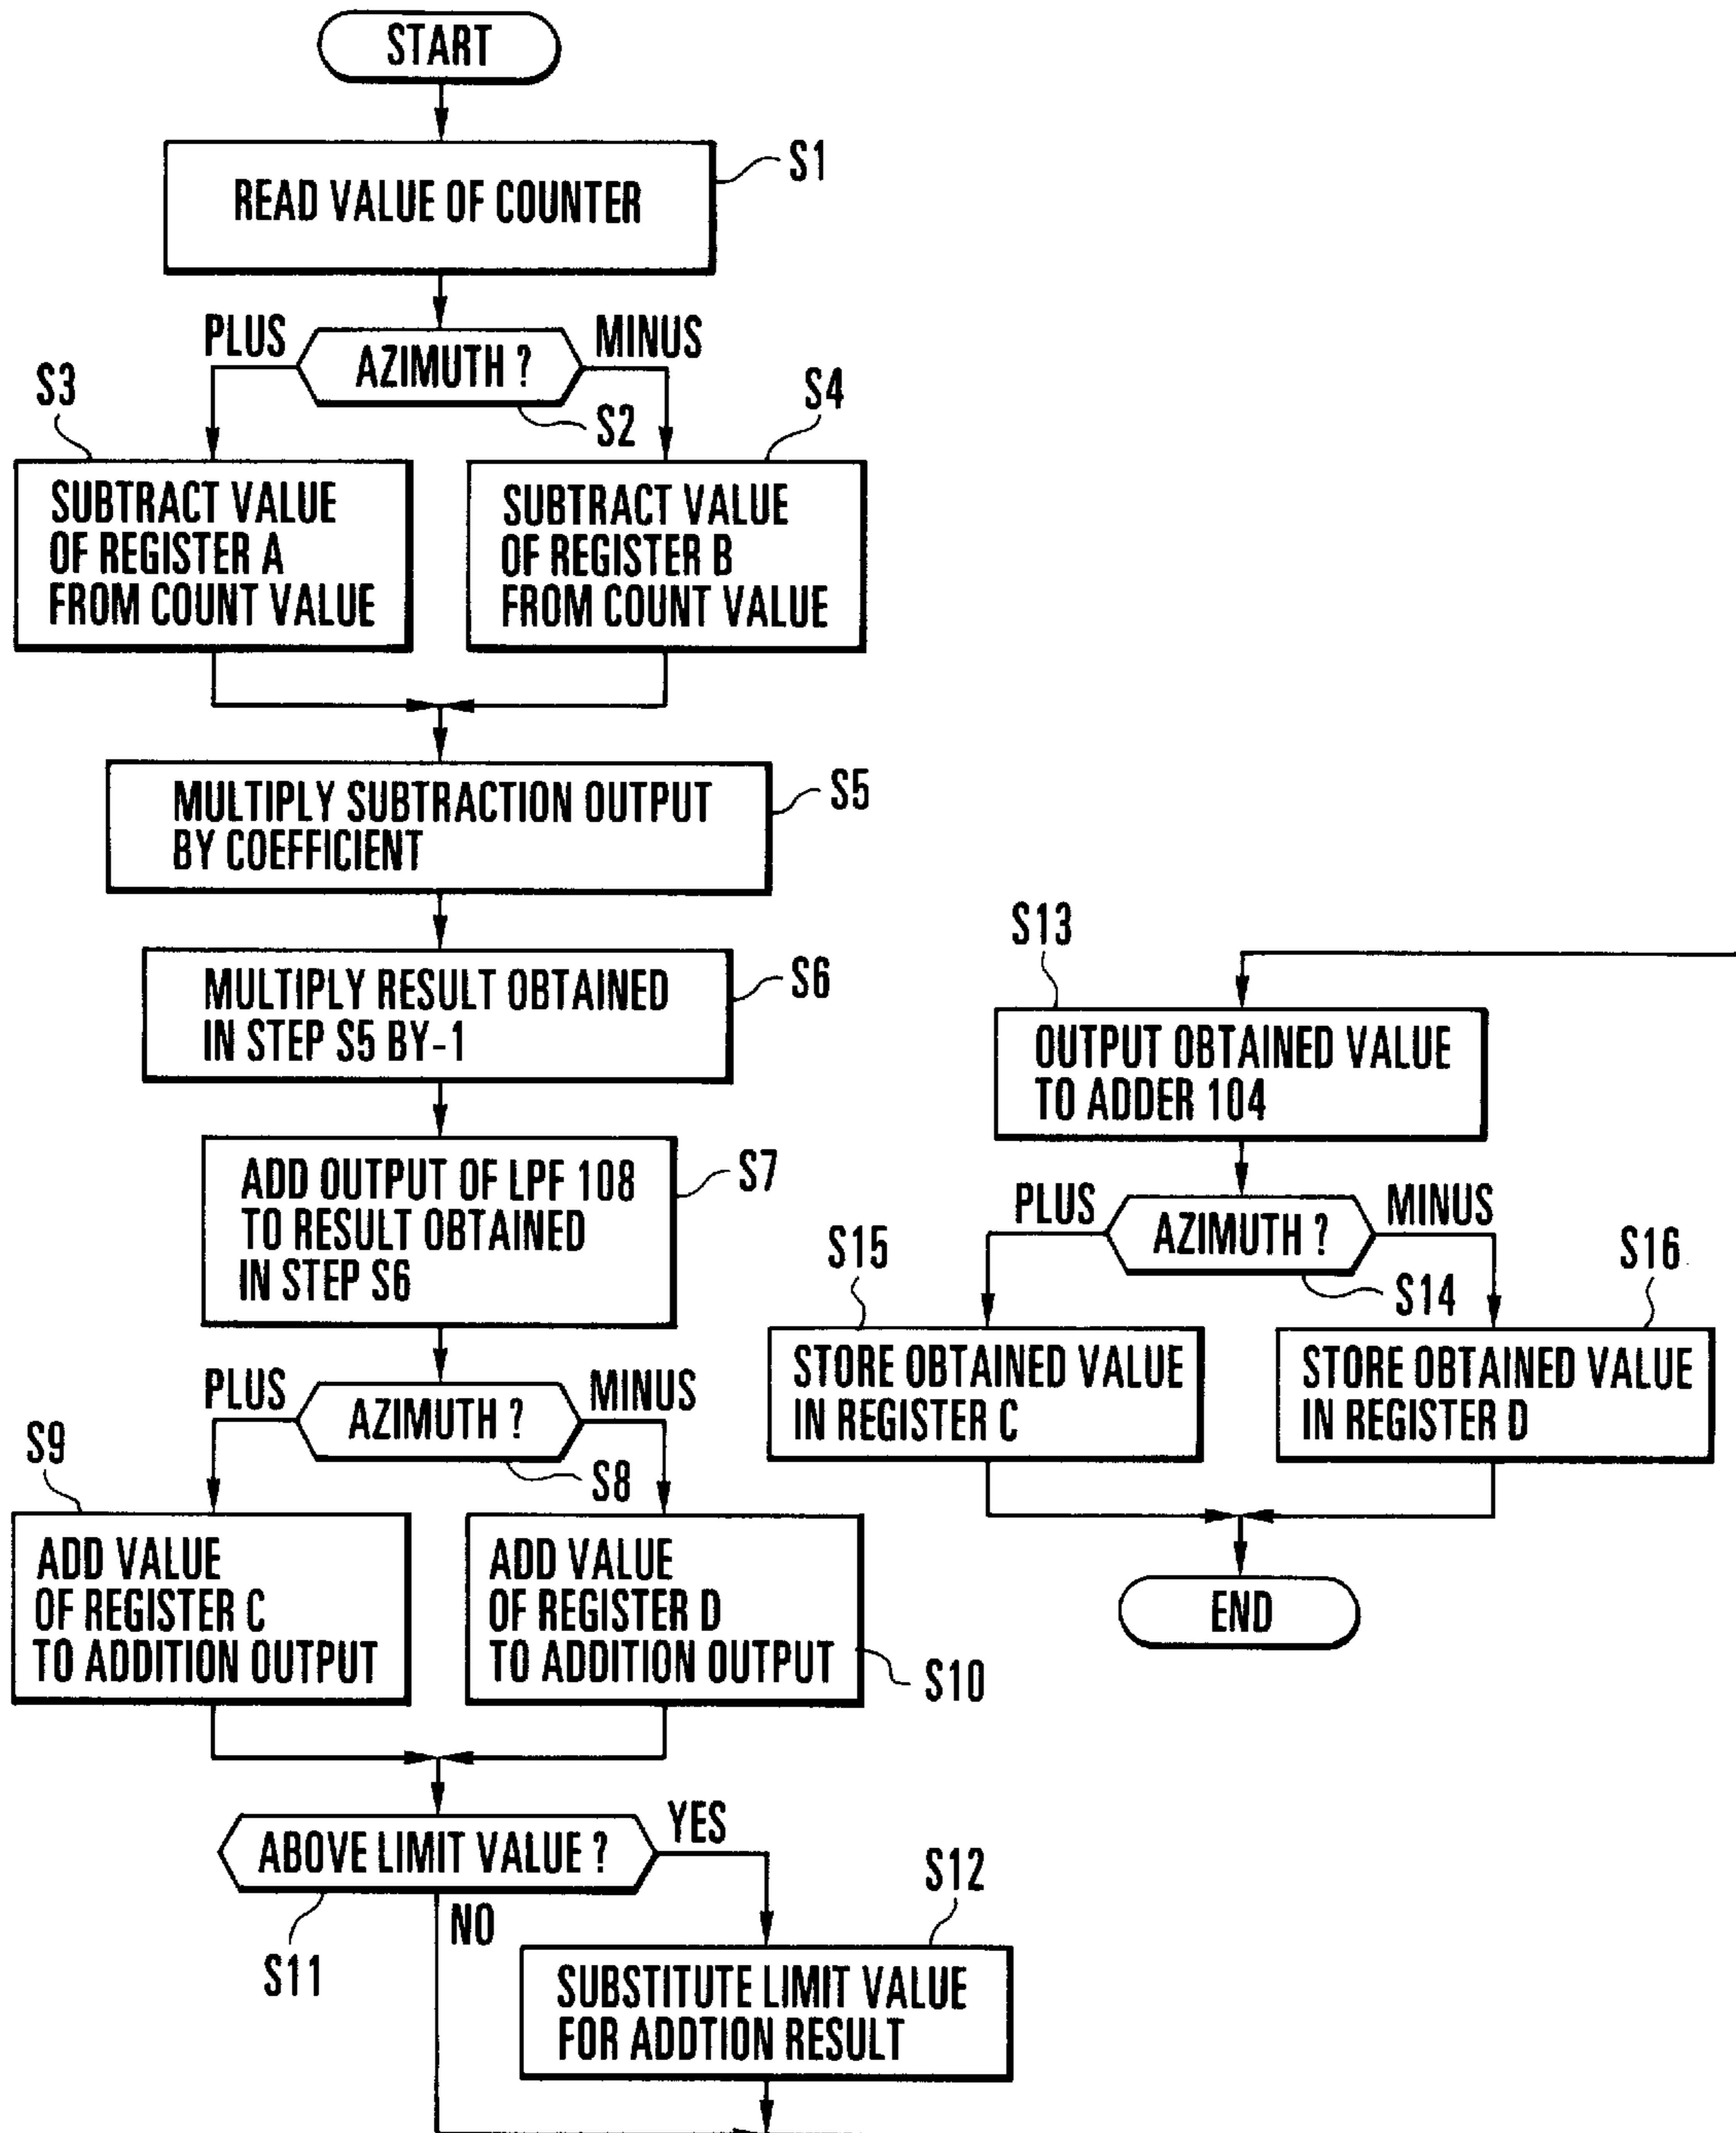 START
READ VALUE OF COUNTER
S1
PLUS
AZIMUTH ?
MINUS
S2
S3
SUBTRACT VALUE
OF REGISTER A
FROM COUNT VALUE
S4
SUBTRACT VALUE
OF REGISTER B
FROM COUNT VALUE
MULTIPLY SUBTRACTION OUTPUT
BY COEFFICIENT
S5
MULTIPLY RESULT OBTAINED
IN STEP S5 BY-1
S6
ADD OUTPUT OF LPF 108
TO RESULT OBTAINED
IN STEP S6
S7
PLUS
AZIMUTH ?
MINUS
S8
S9
ADD VALUE
OF REGISTER C
TO ADDITION OUTPUT
ADD VALUE
OF REGISTER D
TO ADDITION OUTPUT
S10
ABOVE LIMIT VALUE ?
YES
NO
S11
S12
SUBSTITUTE LIMIT VALUE
FOR ADDTION RESULT
S13
OUTPUT OBTAINED VALUE
TO ADDER 104
PLUS
AZIMUTH ?
MINUS
S14
S15
STORE OBTAINED VALUE
IN REGISTER C
S16
STORE OBTAINED VALUE
IN REGISTER D
END